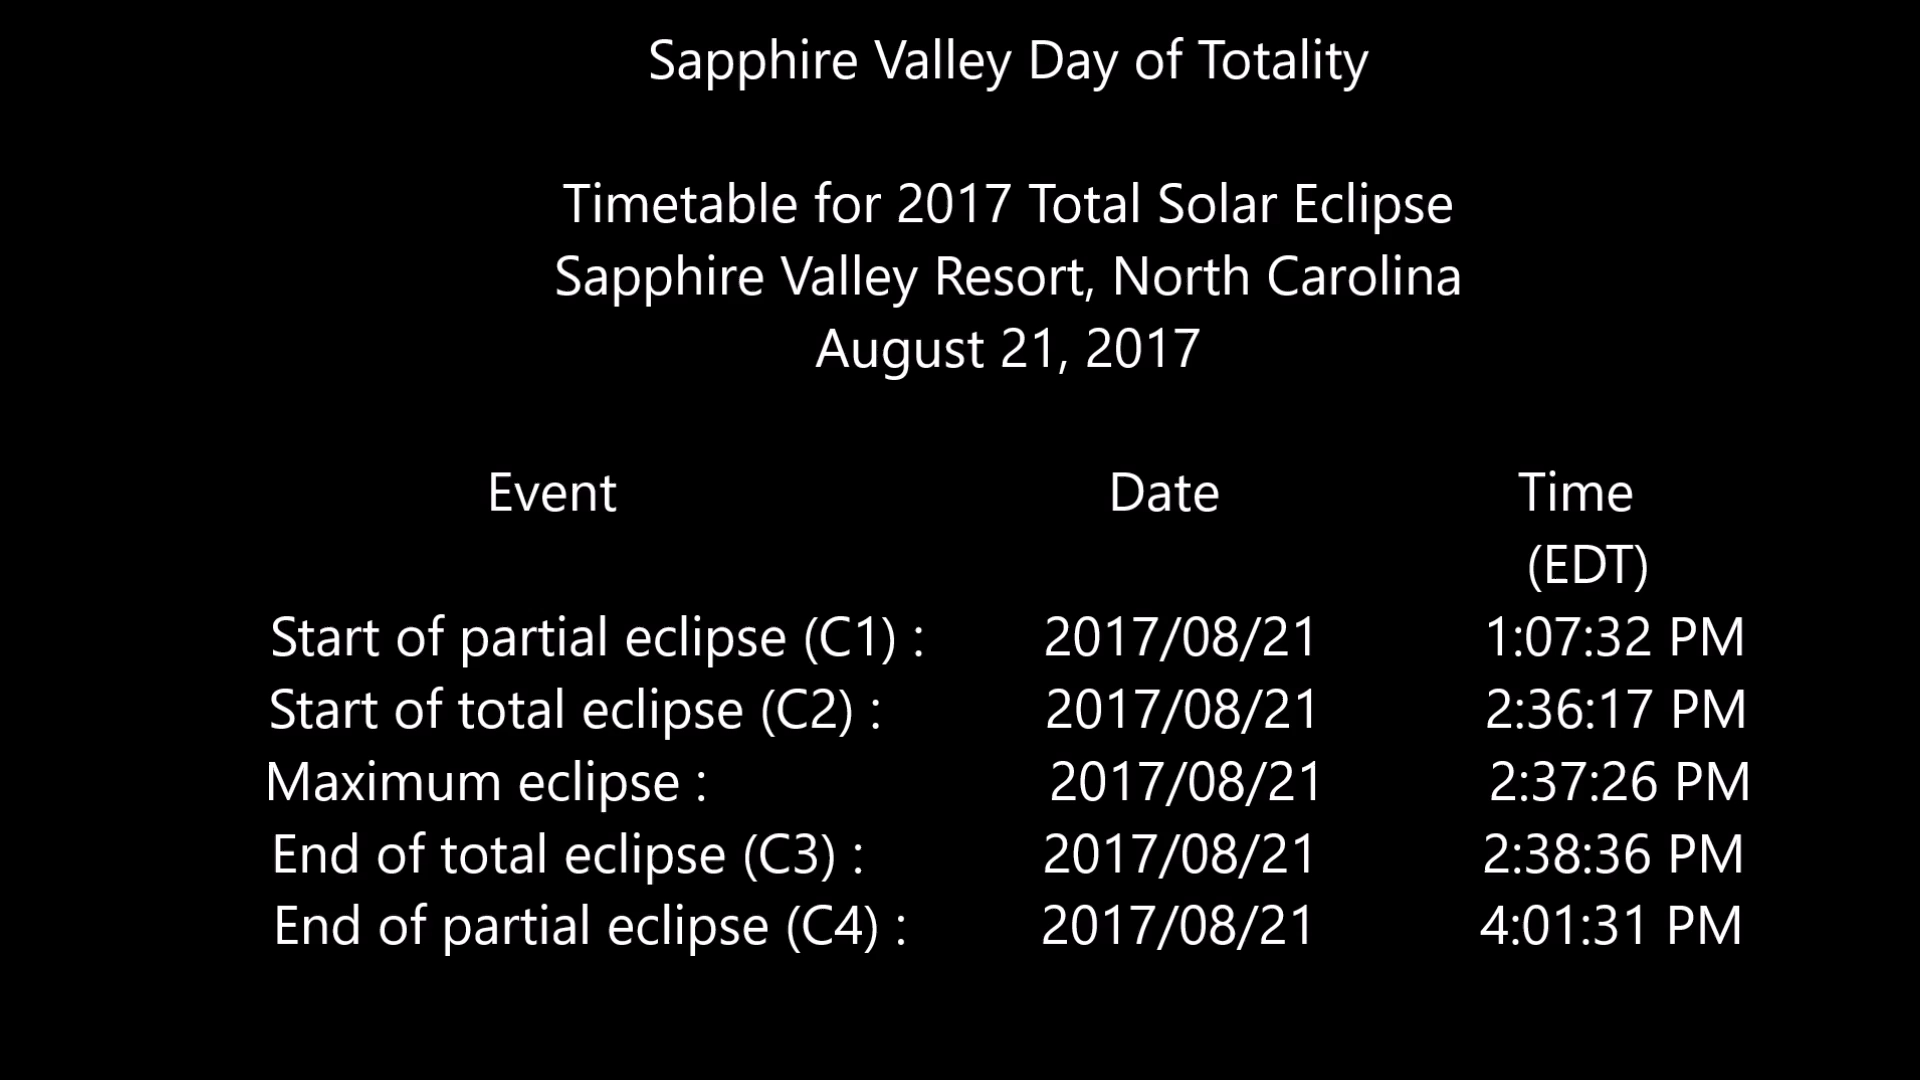 Sapphire Valley Day of Totality
Timetable for 2017 Total Solar Eclipse
Sapphire Valley Resort, North Carolina
August 21, 2017
Event Date Time
(EDT)
Start of partial eclipse (C1) : 2017/08/21 1:07:32 PM
Start of total eclipse (C2) : 2017/08/21 2:36:17 PM
Maximum eclipse : 2017/08/21 2:37:26 PM
End of total eclipse (C3) : 2017/08/21 2:38:36 PM
End of partial eclipse (C4) : 2017/08/21 4:01:31 PM